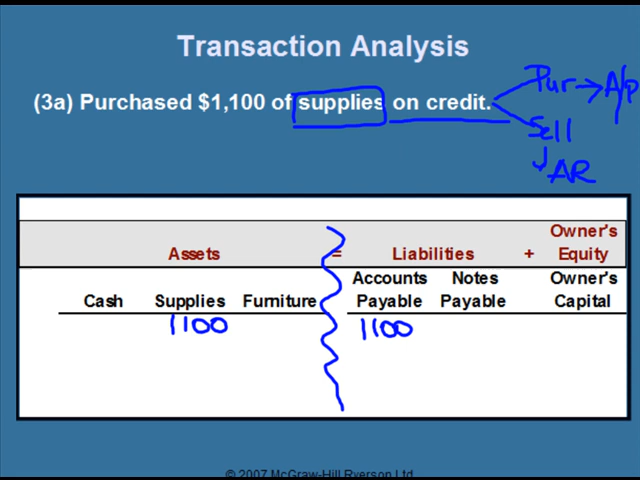 Transaction Analysis
(3a) Purchased $1,100 of supplies on credit.
Pur → A/p
Sell
AR
Assets = Liabilities + Owner's Equity
Cash Supplies Furniture Accounts Payable Notes Payable Owner's Capital
1100 1100
© 2007 McGraw-Hill Ryerson Ltd